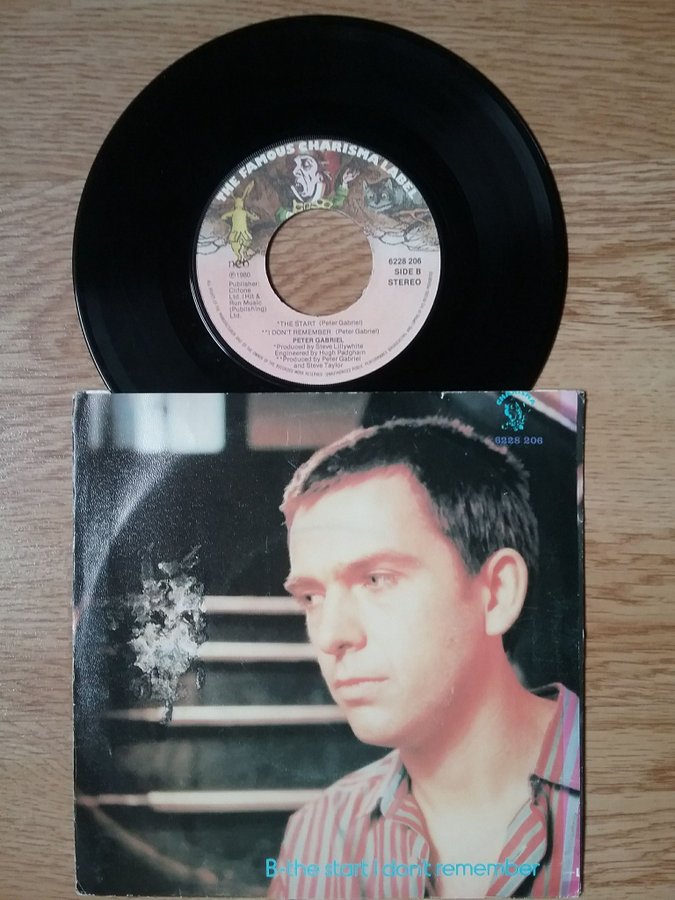 THE FAMOUS CHARISMA LABEL
neb
℗ 1980
Publisher:
Cliofine
Ltd. / Hit &
Run Music
(Publishing)
Ltd.
6228 206
SIDE B
STEREO
*THE START (Peter Gabriel)
**I DON'T REMEMBER (Peter Gabriel)
PETER GABRIEL
*Produced by Steve Lillywhite
Engineered by Hugh Padgham
**Produced by Peter Gabriel
and Steve Taylor
CHARISMA
6228 206
B-the start i don't remember